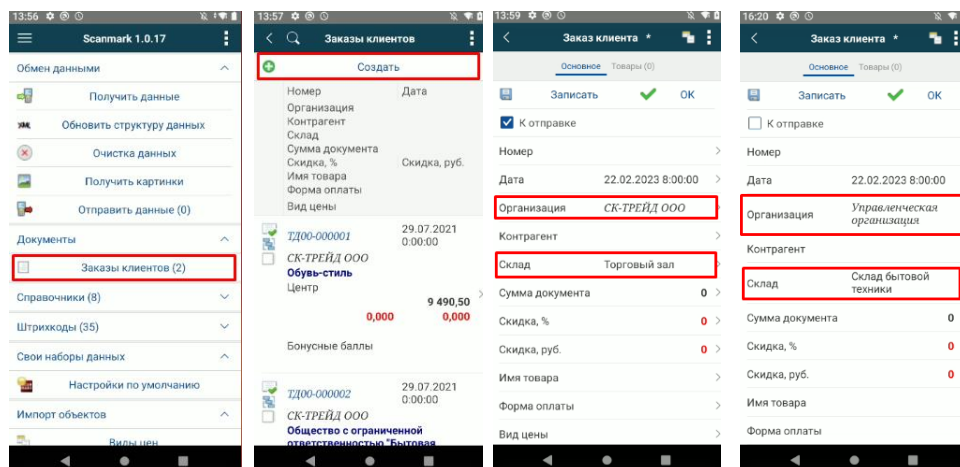 13:56
Scanmark 1.0.17
Обмен данными
Получить данные
XML Обновить структуру данных
Очистка данных
Получить картинки
Отправить данные (0)
Документы
Заказы клиентов (2)
Справочники (8)
Штрихкоды (35)
Свои наборы данных
Настройки по умолчанию
Импорт объектов
Виды цен
13:57
Заказы клиентов
Создать
Номер Дата
Организация
Контрагент
Склад
Сумма документа
Скидка, % Скидка, руб.
Имя товара
Форма оплаты
Вид цены
ТД00-000001 29.07.2021
0:00:00
СК-ТРЕЙД ООО
Обувь-стиль
Центр
9 490,50
0,000 0,000
Бонусные баллы
ТД00-000002 29.07.2021
0:00:00
СК-ТРЕЙД ООО
Общество с ограниченной
ответственностью "Бытовая
13:59
Заказ клиента *
Основное Товары (0)
Записать OK
К отправке
Номер
Дата 22.02.2023 8:00:00
Организация СК-ТРЕЙД ООО
Контрагент
Склад Торговый зал
Сумма документа 0
Скидка, % 0
Скидка, руб. 0
Имя товара
Форма оплаты
Вид цены
16:20
Заказ клиента *
Основное Товары (0)
Записать OK
К отправке
Номер
Дата 22.02.2023 8:00:00
Организация Управленческая
организация
Контрагент
Склад Склад бытовой
техники
Сумма документа 0
Скидка, % 0
Скидка, руб. 0
Имя товара
Форма оплаты